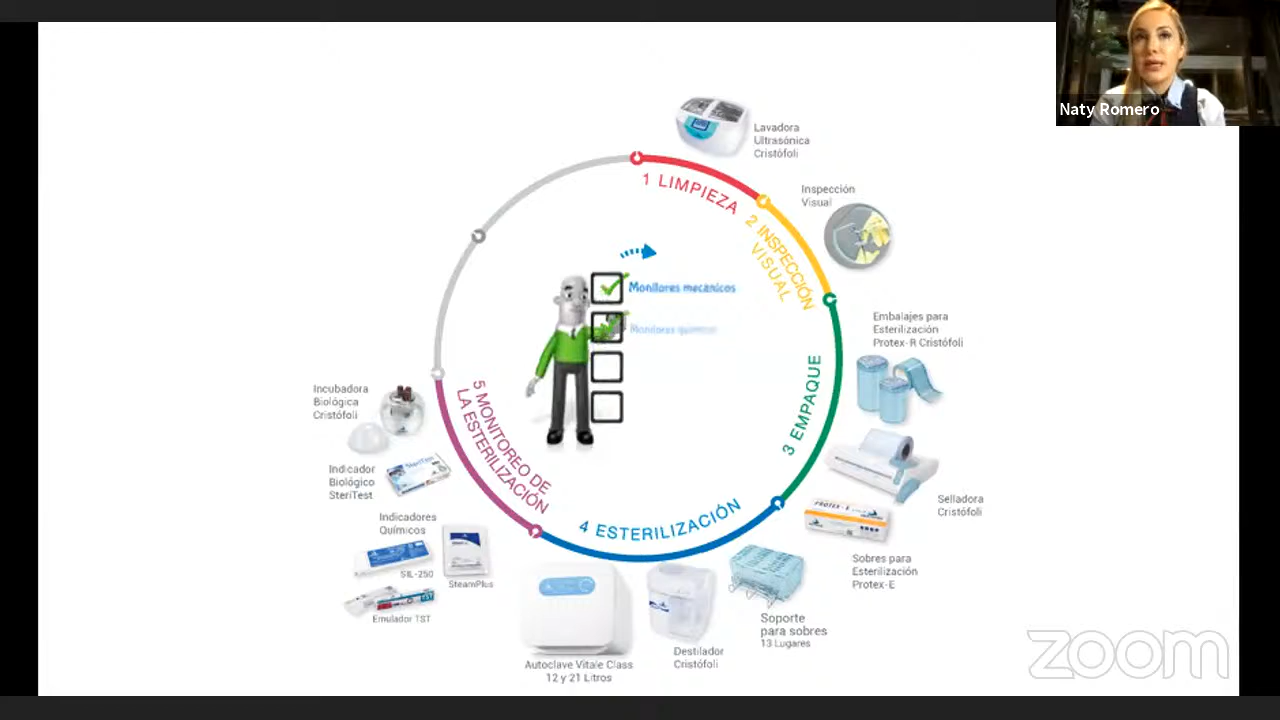 Naty Romero
Lavadora
Ultrasónica
Cristófoli
1 LIMPIEZA
Inspección
Visual
2 INSPECCIÓN
VISUAL
Monitores mecánicos
Monitores químicos
Embalajes para
Esterilización
Protex-R Cristófoli
3 EMPAQUE
Selladora
Cristófoli
PROTEX-E
Sobres para
Esterilización
Protex-E
4 ESTERILIZACIÓN
Soporte
para sobres
13 Lugares
Destilador
Cristófoli
Autoclave Vitale Class
12 y 21 Litros
5 MONITOREO DE
LA ESTERILIZACIÓN
Incubadora
Biológica
Cristófoli
Indicador
Biológico
SteriTest
SteriTest
Indicadores
Químicos
SIL-250
SteamPlus
Emulador TST
zoom